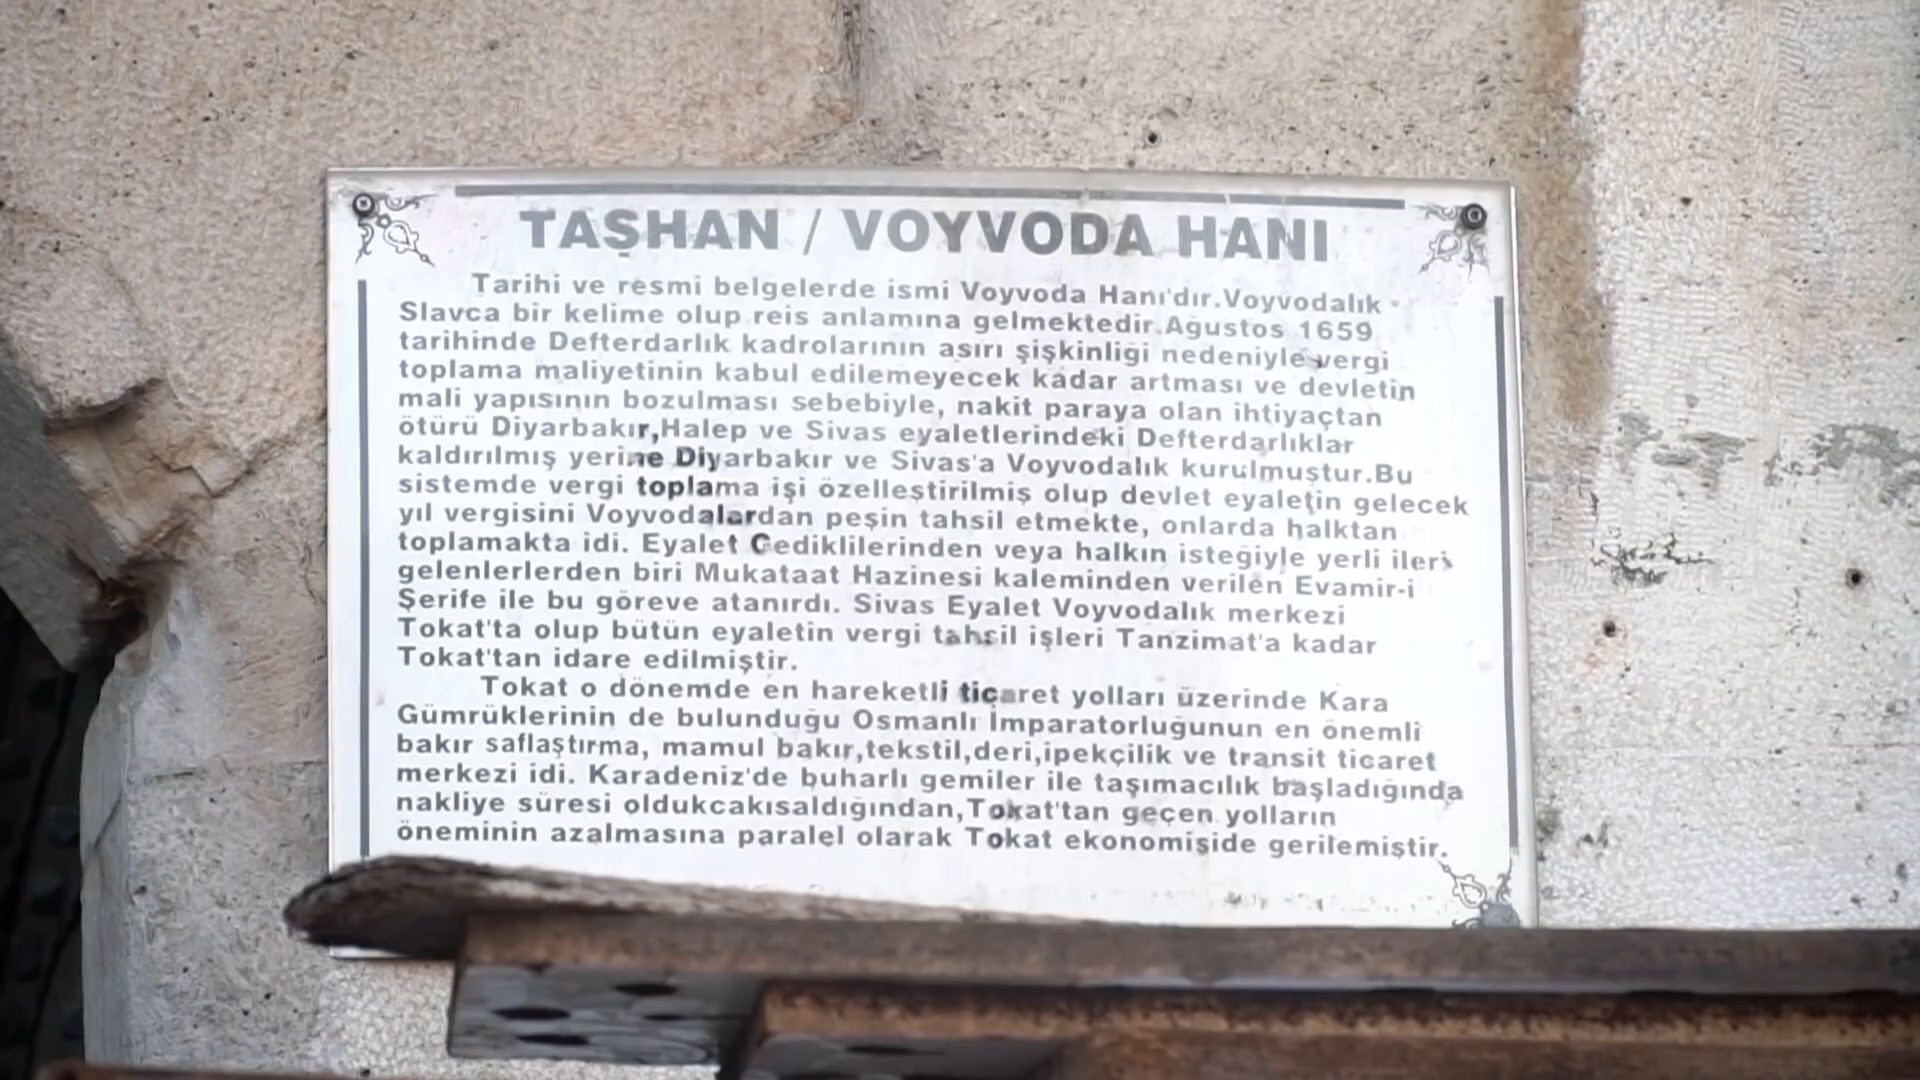 TAŞHAN / VOYVODA HANI
Tarihi ve resmi belgelerde ismi Voyvoda Hanı'dır.Voyvodalık
Slavca bir kelime olup reis anlamına gelmektedir.Ağustos 1659
tarihinde Defterdarlık kadrolarının asırı şişkinliği nedeniyle vergi
toplama maliyetinin kabul edilemeyecek kadar artması ve devletin
mali yapısının bozulması sebebiyle, nakit paraya olan ihtiyaçtan
ötürü Diyarbakır,Halep ve Sivas eyaletlerindeki Defterdarlıklar
kaldırılmış yerine Diyarbakır ve Sivas'a Voyvodalık kurulmuştur.Bu
sistemde vergi toplama işi özelleştirilmiş olup devlet eyaletin gelecek
yıl vergisini Voyvodalardan peşin tahsil etmekte, onlarda halktan
toplamakta idi. Eyalet Gediklilerinden veya halkın isteğiyle yerli ileri
gelenlerlerden biri Mukataat Hazinesi kaleminden verilen Evamir-i
Şerife ile bu göreve atanırdı. Sivas Eyalet Voyvodalık merkezi
Tokat'ta olup bütün eyaletin vergi tahsil işleri Tanzimat'a kadar
Tokat'tan idare edilmiştir.
Tokat o dönemde en hareketli ticaret yolları üzerinde Kara
Gümrüklerinin de bulunduğu Osmanlı İmparatorluğunun en önemli
bakır saflaştırma, mamul bakır,tekstil,deri,ipekçilik ve transit ticaret
merkezi idi. Karadeniz'de buharlı gemiler ile taşımacılık başladığında
nakliye süresi oldukcakısaldığından,Tokat'tan geçen yolların
öneminin azalmasına paralel olarak Tokat ekonomiside gerilemiştir.